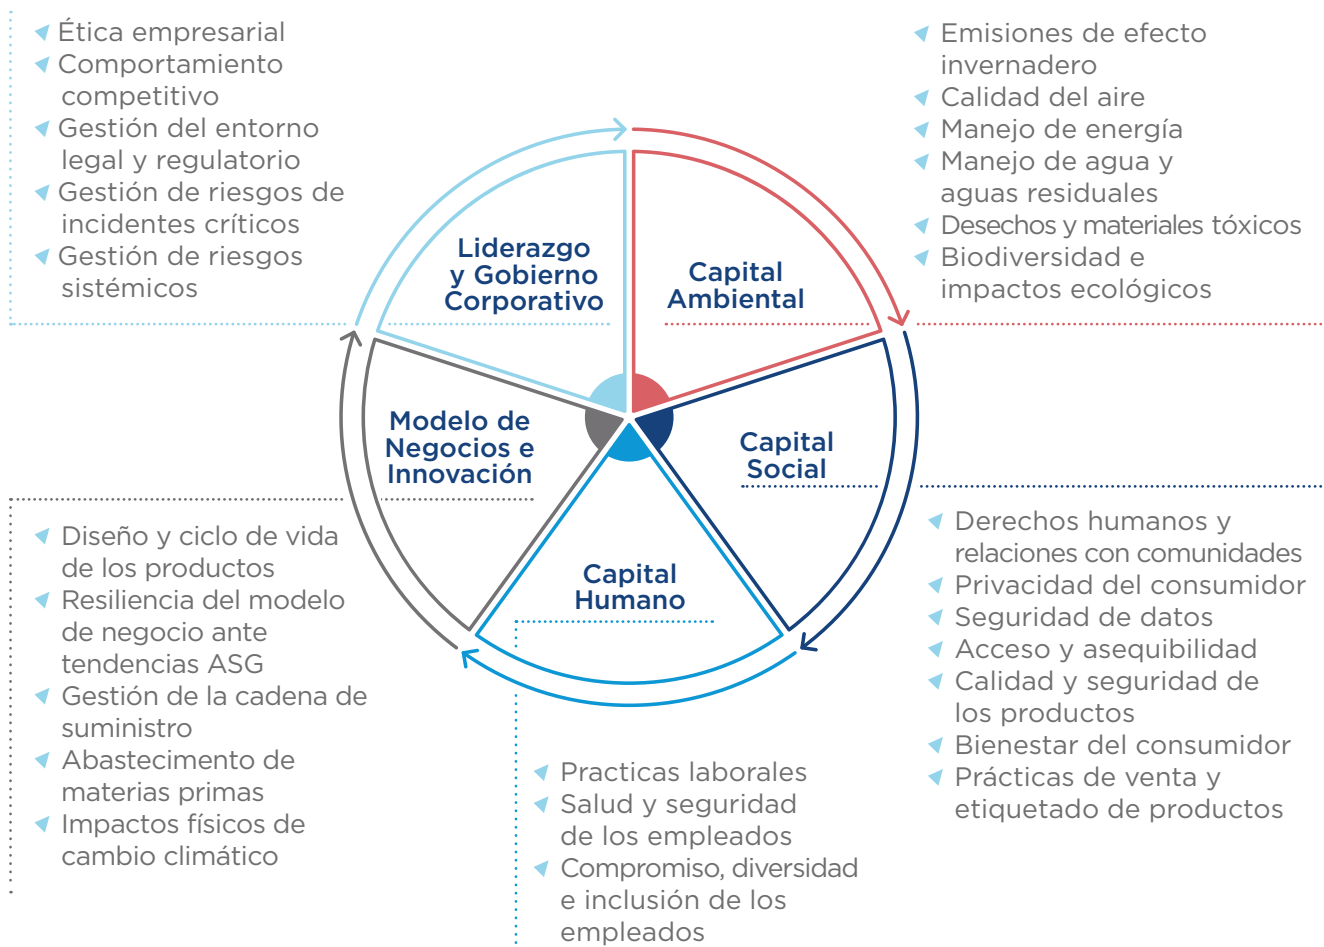 Ética empresarial
Comportamiento
competitivo
Gestión del entorno
legal y regulatorio
Gestión de riesgos de
incidentes críticos
Gestión de riesgos
sistémicos
Emisiones de efecto
invernadero
Calidad del aire
Manejo de energía
Manejo de agua y
aguas residuales
Desechos y materiales tóxicos
Biodiversidad e
impactos ecológicos
Liderazgo
y Gobierno
Corporativo
Capital
Ambiental
Modelo de
Negocios e
Innovación
Capital
Social
Capital
Humano
Diseño y ciclo de vida
de los productos
Resiliencia del modelo
de negocio ante
tendencias ASG
Gestión de la cadena de
suministro
Abastecimento de
materias primas
Impactos físicos de
cambio climático
Practicas laborales
Salud y seguridad
de los empleados
Compromiso, diversidad
e inclusión de los
empleados
Derechos humanos y
relaciones con comunidades
Privacidad del consumidor
Seguridad de datos
Acceso y asequibilidad
Calidad y seguridad de
los productos
Bienestar del consumidor
Prácticas de venta y
etiquetado de productos